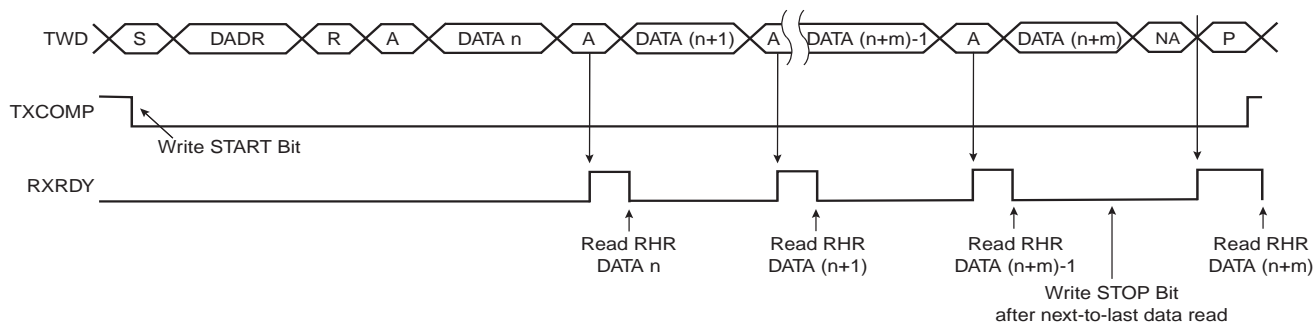 TWD S DADR R A DATA n A DATA (n+1) A DATA (n+m)-1 A DATA (n+m) NA P
TXCOMP
Write START Bit
RXRDY
Read RHR Read RHR Read RHR Read RHR
DATA n DATA (n+1) DATA (n+m)-1 DATA (n+m)
Write STOP Bit
after next-to-last data read